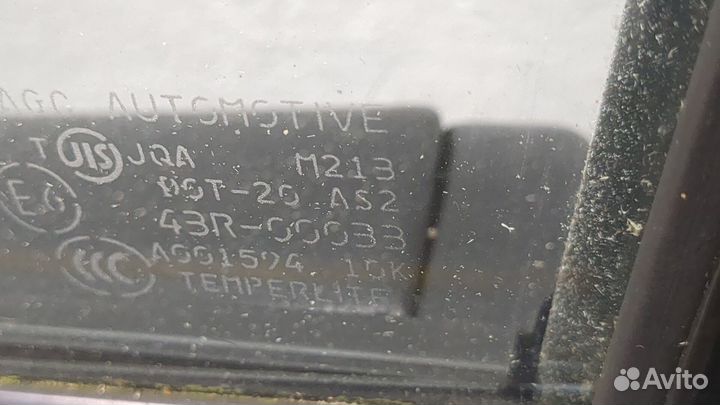 AGC AUTOMOTIVE
T JIS JQA M213
E6 DOT-20 AS2
43R-00033
CCC A001594 10K
TEMPERLITE
Avito